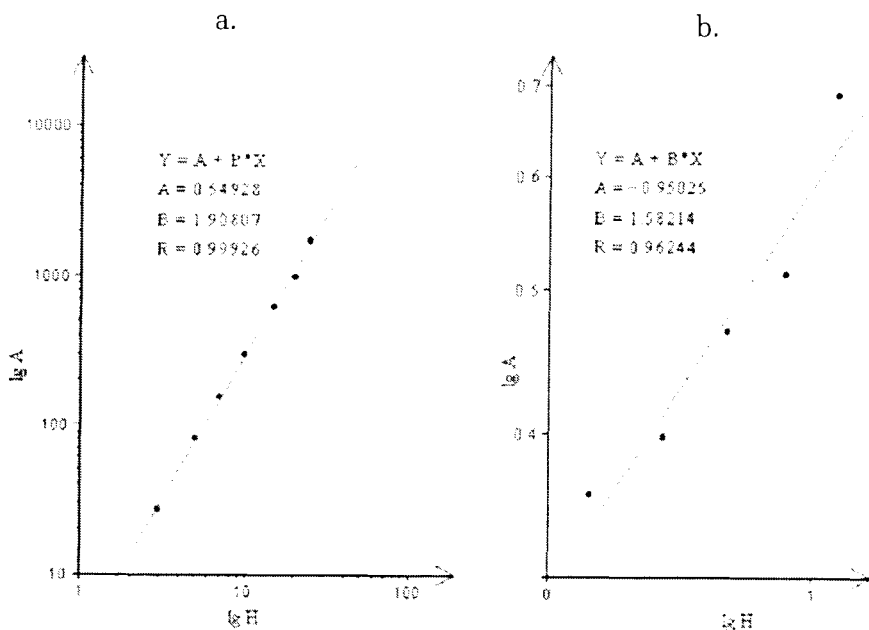 a.
10000
1000
100
10
1
10
100
lg A
lg H
Y = A + B*X
A = 0.54928
B = 1.90807
R = 0.99926
b.
0.7
0.6
0.5
0.4
0
1
lg A
lg H
Y = A + B*X
A = -0.95025
B = 1.58214
R = 0.96244